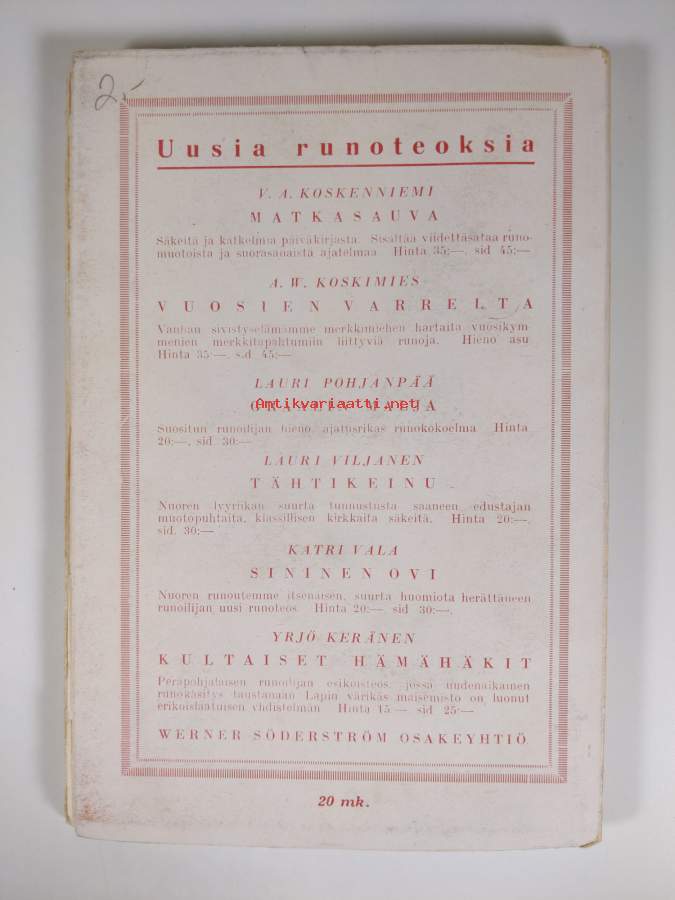 2,-
Uusia runoteoksia
V. A. KOSKENNIEMI
MATKASAUVA
Säkeitä ja katkelmia päiväkirjasta. Sisältää viidettäsataa runo-
muotoista ja suorasanaista ajatelmaa Hinta 35:—, sid 45:—
A. W. KOSKIMIES
VUOSIEN VARRELTA
Vanhan sivistyselämämme merkkimiehen hartaita vuosikym
menien merkkitapahtumiin liittyviä runoja. Hieno asu
Hinta 35:—, sid 45:—
LAURI POHJANPÄÄ
Antikvariaatti.net
Suositun runoilijan hieno, ajatusrikas runokokoelma Hinta
20:—, sid. 30:—
LAURI VILJANEN
TÄHTIKEINU
Nuoren lyyriikan suurta tunnustusta saaneen edustajan
muotopuhtaita, klassillisen kirkkaita säkeitä. Hinta 20:—,
sid. 30:—
KATRI VALA
SININEN OVI
Nuoren runoutemme itsenäisen, suurta huomiota herättäneen
runoilijan uusi runoteos Hinta 20:— sid 30:—.
YRJÖ KERÄNEN
KULTAISET HÄMÄHÄKIT
Peräpohjalaisen runoilijan esikoisteos, jossa uudenaikainen
runokäsitys taustanaan Lapin värikäs maisemisto on luonut
erikoislaatuisen yhdistelmän Hinta 15:— sid 25:—
WERNER SÖDERSTRÖM OSAKEYHTIÖ
20 mk.